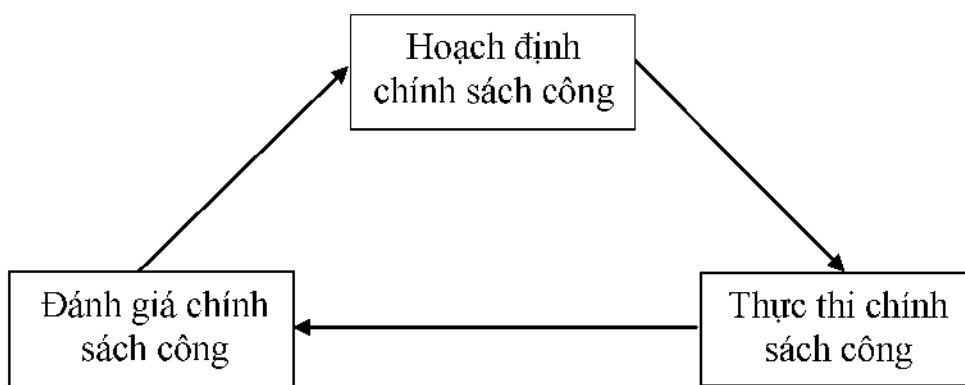 Hoạch định
chính sách công
Đánh giá chính
sách công
Thực thi chính
sách công